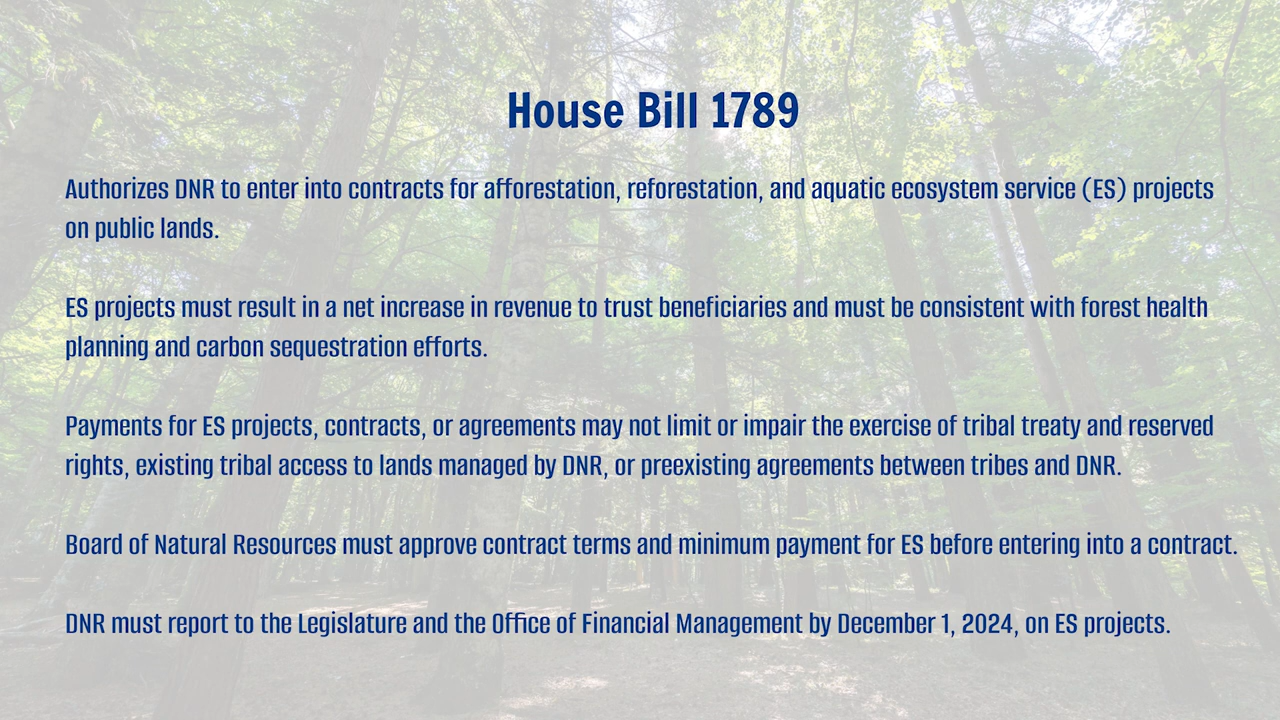 House Bill 1789
Authorizes DNR to enter into contracts for afforestation, reforestation, and aquatic ecosystem service (ES) projects
on public lands.
ES projects must result in a net increase in revenue to trust beneficiaries and must be consistent with forest health
planning and carbon sequestration efforts.
Payments for ES projects, contracts, or agreements may not limit or impair the exercise of tribal treaty and reserved
rights, existing tribal access to lands managed by DNR, or preexisting agreements between tribes and DNR.
Board of Natural Resources must approve contract terms and minimum payment for ES before entering into a contract.
DNR must report to the Legislature and the Office of Financial Management by December 1, 2024, on ES projects.